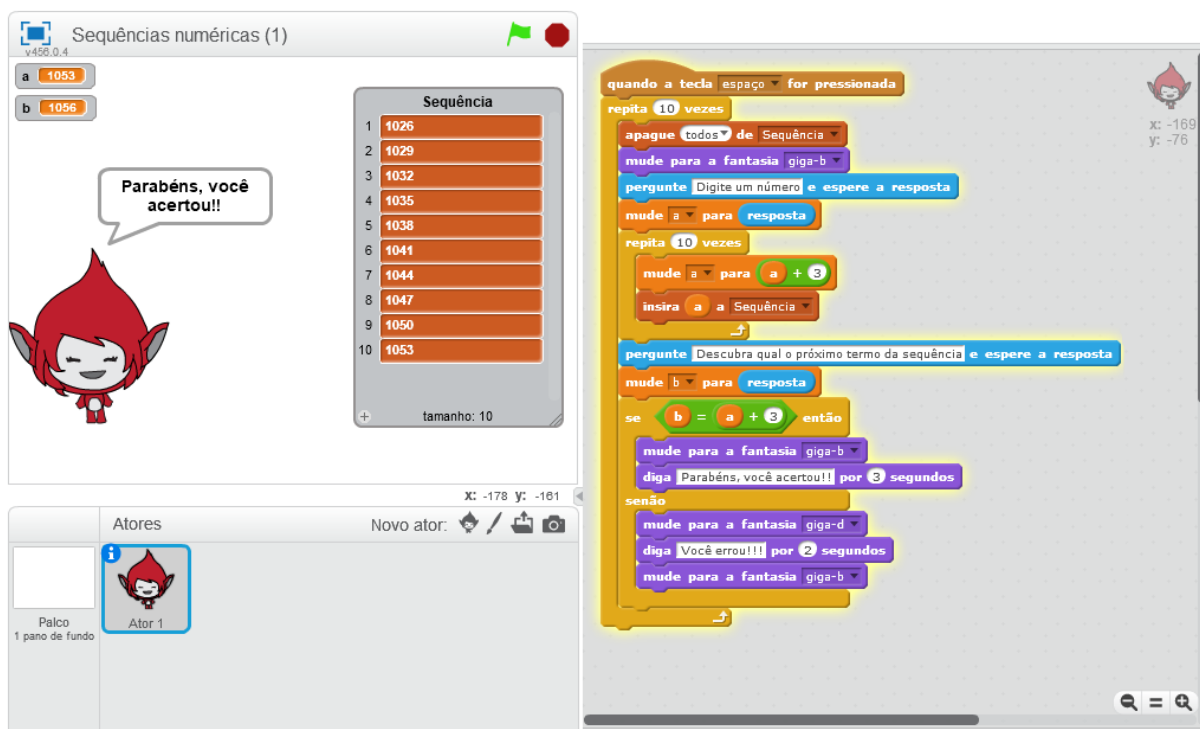 Sequências numéricas (1)
v456.0.4
a 1053
b 1056
Parabéns, você
acertou!!
Sequência
1 1026
2 1029
3 1032
4 1035
5 1038
6 1041
7 1044
8 1047
9 1050
10 1053
+ tamanho: 10
X: -178 y: -161
Atores
Novo ator:
Palco
1 pano de fundo
Ator 1
quando a tecla espaço for pressionada
repita 10 vezes
apague todos de Sequência
mude para a fantasia giga-b
pergunte Digite um número e espere a resposta
mude a para resposta
repita 10 vezes
mude a para a + 3
insira a a Sequência
pergunte Descubra qual o próximo termo da sequência e espere a resposta
mude b para resposta
se b = a + 3 então
mude para a fantasia giga-b
diga Parabéns, você acertou!! por 3 segundos
senão
mude para a fantasia giga-d
diga Você errou!!! por 2 segundos
mude para a fantasia giga-b
x: -169
y: -76